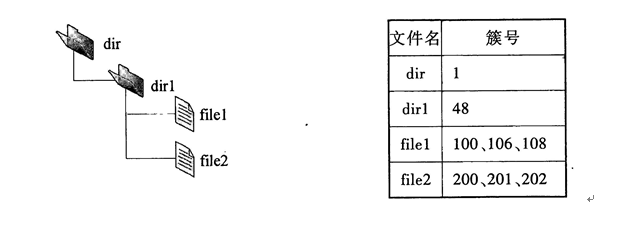 dir
dir1
file1
file2
文件名 簇号
dir 1
dir1 48
file1 100、106、108
file2 200、201、202